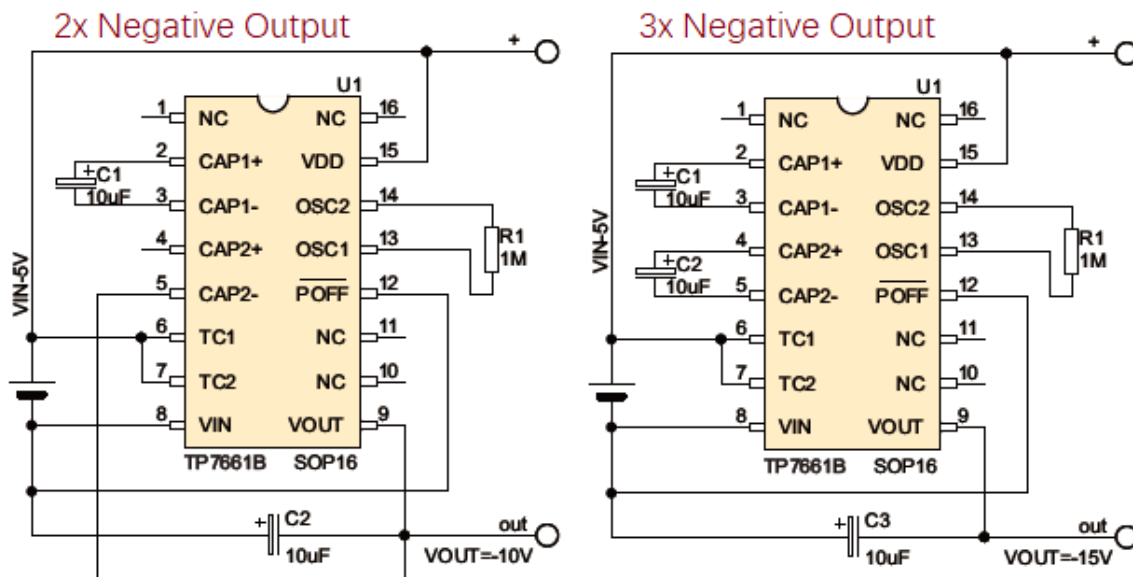 2x Negative Output
+
U1
1 NC NC 16
2 CAP1+ VDD 15
+ C1
10uF
3 CAP1- OSC2 14
4 CAP2+ OSC1 13
R1
1M
5 CAP2- POFF 12
VIN-5V
6 TC1 NC 11
7 TC2 NC 10
8 VIN VOUT 9
TP7661B SOP16
+ C2
10uF
out
VOUT=-10V
3x Negative Output
+
U1
1 NC NC 16
2 CAP1+ VDD 15
+ C1
10uF
3 CAP1- OSC2 14
4 CAP2+ OSC1 13
R1
1M
+ C2
10uF
5 CAP2- POFF 12
VIN-5V
6 TC1 NC 11
7 TC2 NC 10
8 VIN VOUT 9
TP7661B SOP16
+ C3
10uF
out
VOUT=-15V